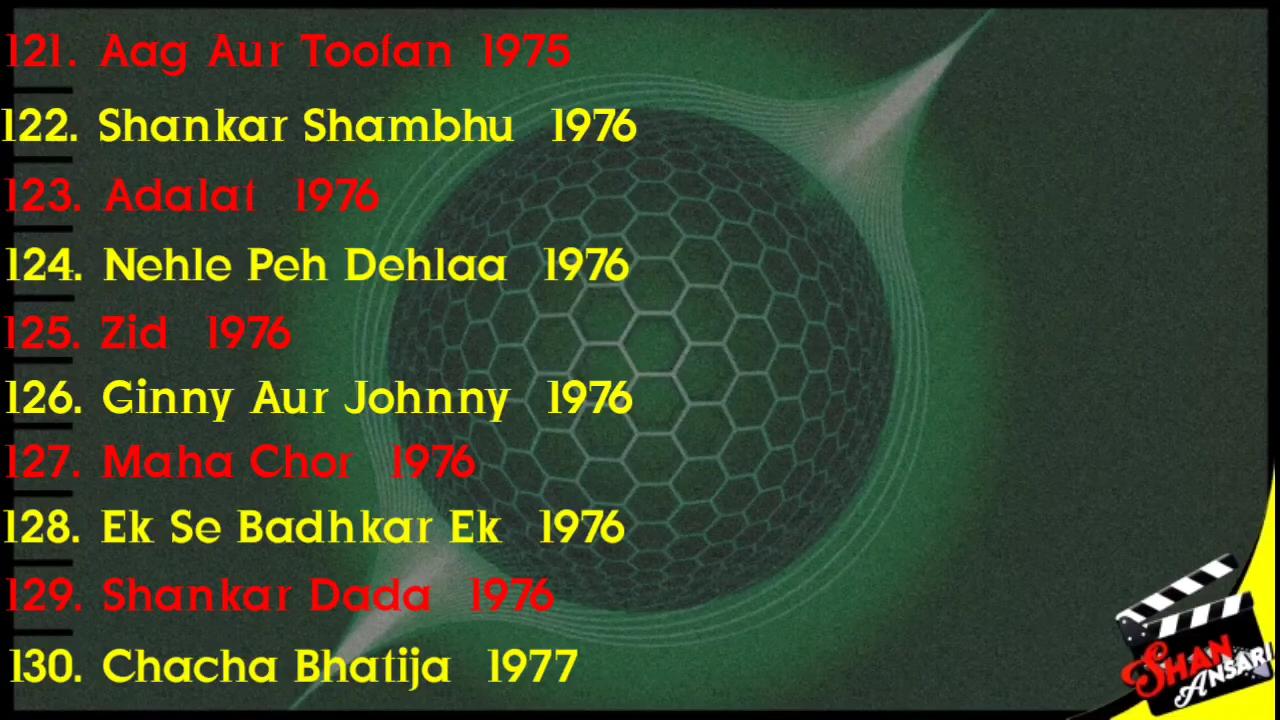 121. Aag Aur Toofan 1975
122. Shankar Shambhu 1976
123. Adalat 1976
124. Nehle Peh Dehlaa 1976
125. Zid 1976
126. Ginny Aur Johnny 1976
127. Maha Chor 1976
128. Ek Se Badhkar Ek 1976
129. Shankar Dada 1976
130. Chacha Bhatija 1977
SHAN
ANSARI